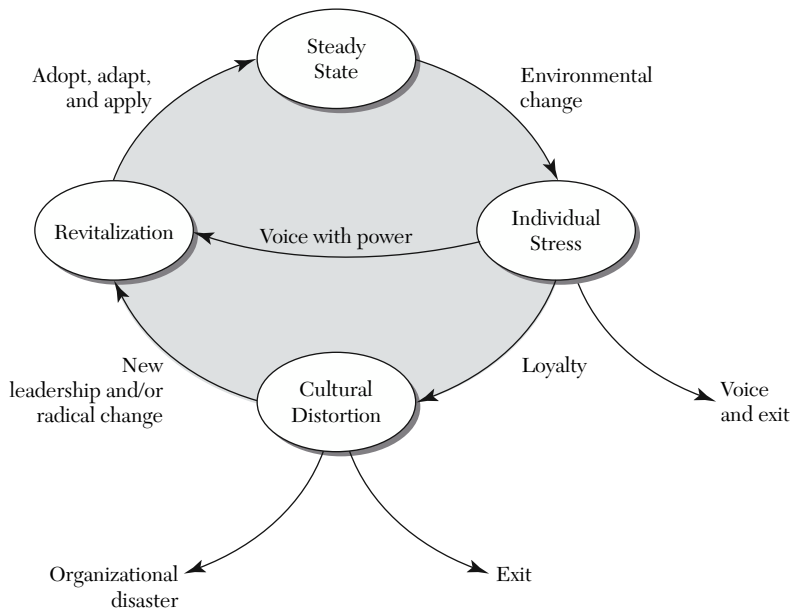 Steady
State
Adopt, adapt,
and apply
Environmental
change
Revitalization
Voice with power
Individual
Stress
New
leadership and/or
radical change
Cultural
Distortion
Loyalty
Voice
and exit
Organizational
disaster
Exit